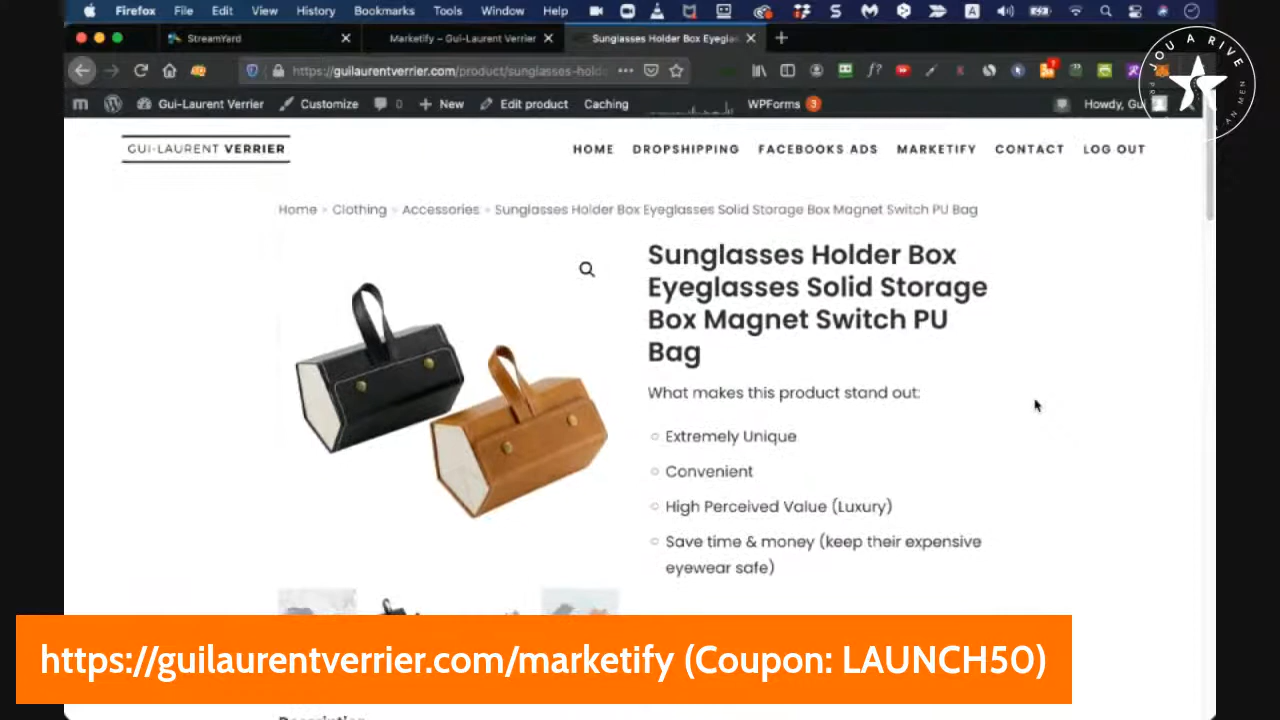 Firefox File Edit View History Bookmarks Tools Window Help
StreamYard
Marketify – Gui-Laurent Verrier
Sunglasses Holder Box Eyegla
https://guilaurentverrier.com/product/sunglasses-hold
Gui-Laurent Verrier Customize 0 New Edit product Caching WPForms 3 Howdy, Gui
YOU ARIVE
GUI-LAURENT VERRIER
HOME DROPSHIPPING FACEBOOKS ADS MARKETIFY CONTACT LOG OUT
Home Clothing Accessories Sunglasses Holder Box Eyeglasses Solid Storage Box Magnet Switch PU Bag
Sunglasses Holder Box
Eyeglasses Solid Storage
Box Magnet Switch PU
Bag
What makes this product stand out:
Extremely Unique
Convenient
High Perceived Value (Luxury)
Save time & money (keep their expensive
eyewear safe)
https://guilaurentverrier.com/marketify (Coupon: LAUNCH50)
Description